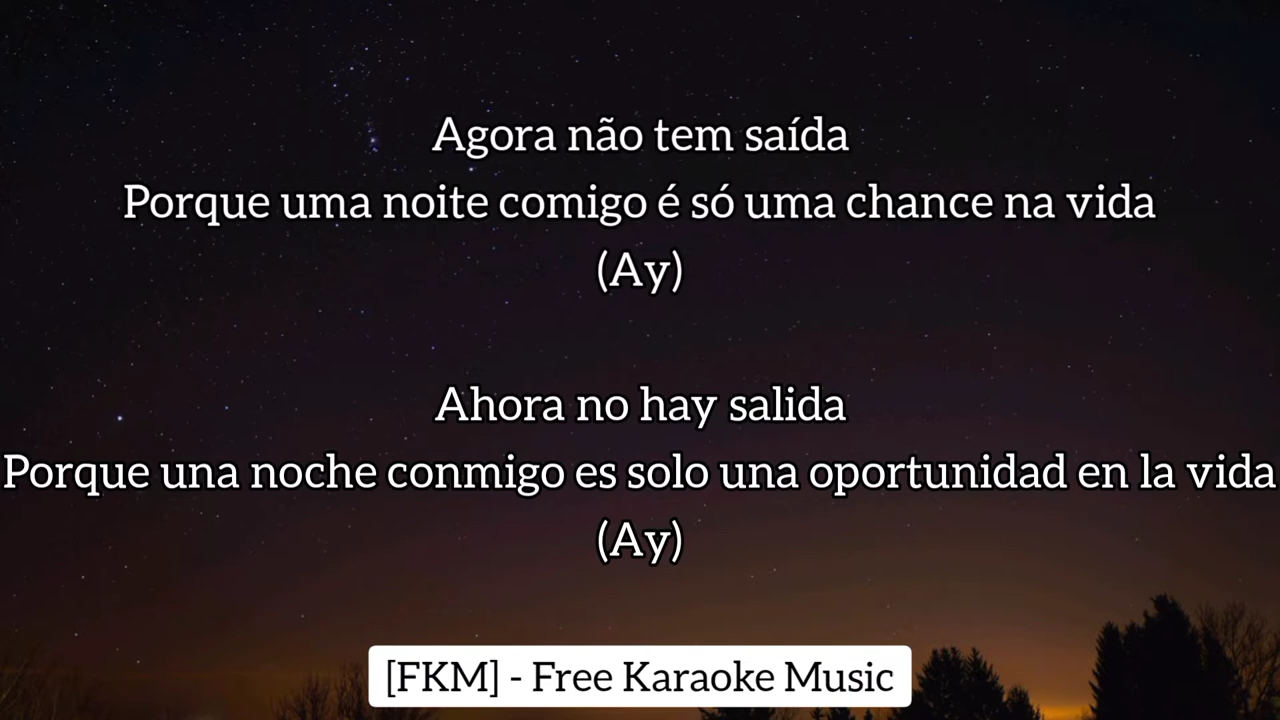 Agora não tem saída
Porque uma noite comigo é só uma chance na vida
(Ay)
Ahora no hay salida
Porque una noche conmigo es solo una oportunidad en la vida
(Ay)
[FKM] - Free Karaoke Music